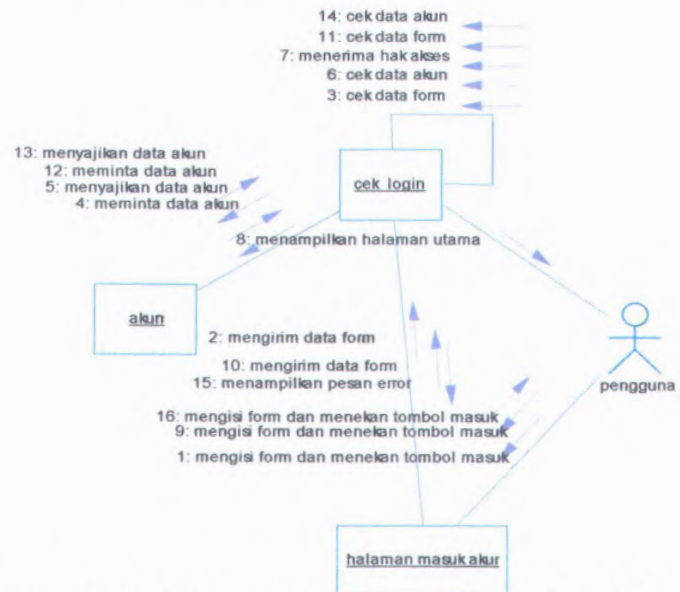 14: cek data akun
11: cek data form
7: menerima hak akses
6: cek data akun
3: cek data form
13: menyajikan data akun
12: meminta data akun
5: menyajikan data akun
4: meminta data akun
cek login
8: menampilkan halaman utama
akun
2: mengirim data form
10: mengirim data form
15: menampilkan pesan error
pengguna
16: mengisi form dan menekan tombol masuk
9: mengisi form dan menekan tombol masuk
1: mengisi form dan menekan tombol masuk
halaman masuk akun